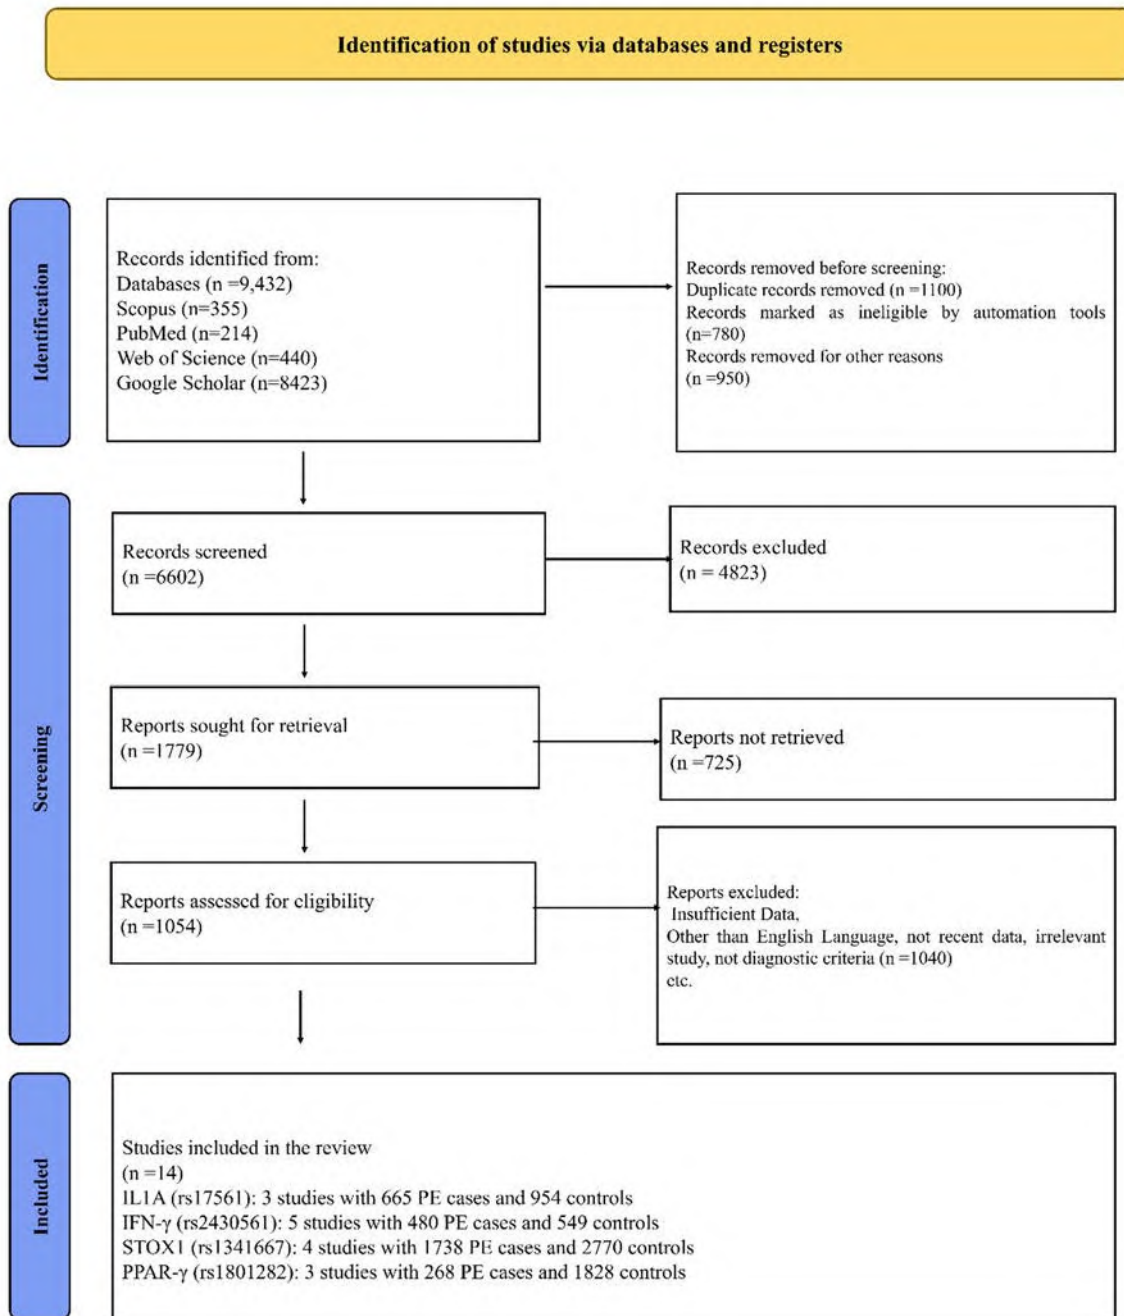 Identification of studies via databases and registers
Identification
Records identified from:
Databases (n =9,432)
Scopus (n=355)
PubMed (n=214)
Web of Science (n=440)
Google Scholar (n=8423)
Records removed before screening:
Duplicate records removed (n =1100)
Records marked as ineligible by automation tools
(n=780)
Records removed for other reasons
(n =950)
Screening
Records screened
(n =6602)
Records excluded
(n = 4823)
Reports sought for retrieval
(n =1779)
Reports not retrieved
(n =725)
Reports assessed for eligibility
(n =1054)
Reports excluded:
Insufficient Data,
Other than English Language, not recent data, irrelevant
study, not diagnostic criteria (n =1040)
etc.
Included
Studies included in the review
(n =14)
IL1A (rs17561): 3 studies with 665 PE cases and 954 controls
IFN-γ (rs2430561): 5 studies with 480 PE cases and 549 controls
STOX1 (rs1341667): 4 studies with 1738 PE cases and 2770 controls
PPAR-γ (rs1801282): 3 studies with 268 PE cases and 1828 controls